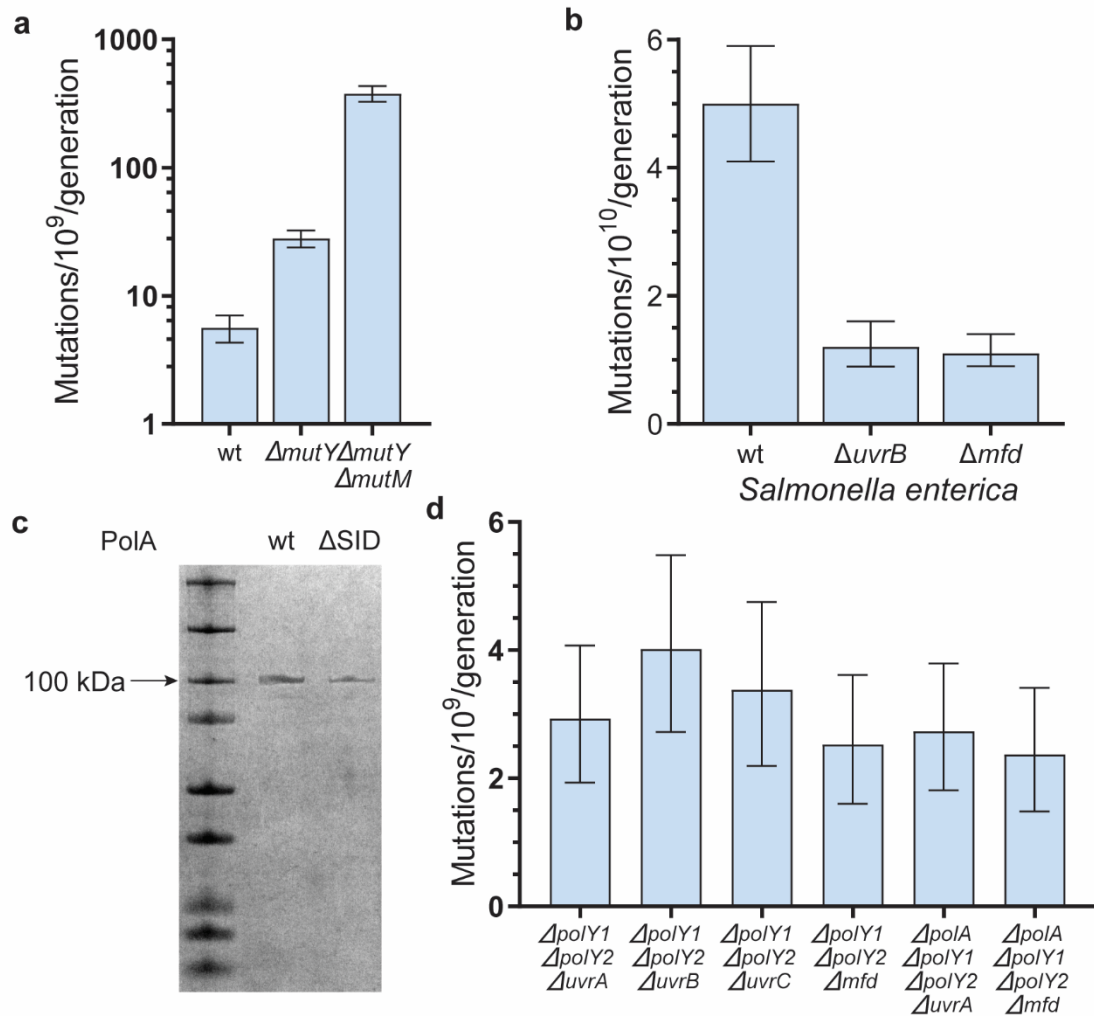 a
1000
100
10
1
Mutations/10⁹/generation
wt
ΔmutY
ΔmutY
ΔmutM
b
6
4
2
0
Mutations/10¹⁰/generation
wt
ΔuvrB
Δmfd
Salmonella enterica
c
PolA
wt
ΔSID
100 kDa
d
6
4
2
0
Mutations/10⁹/generation
ΔpolY1
ΔpolY2
ΔuvrA
ΔpolY1
ΔpolY2
ΔuvrB
ΔpolY1
ΔpolY2
ΔuvrC
ΔpolY1
ΔpolY2
Δmfd
ΔpolA
ΔpolY1
ΔpolY2
ΔuvrA
ΔpolA
ΔpolY1
ΔpolY2
Δmfd